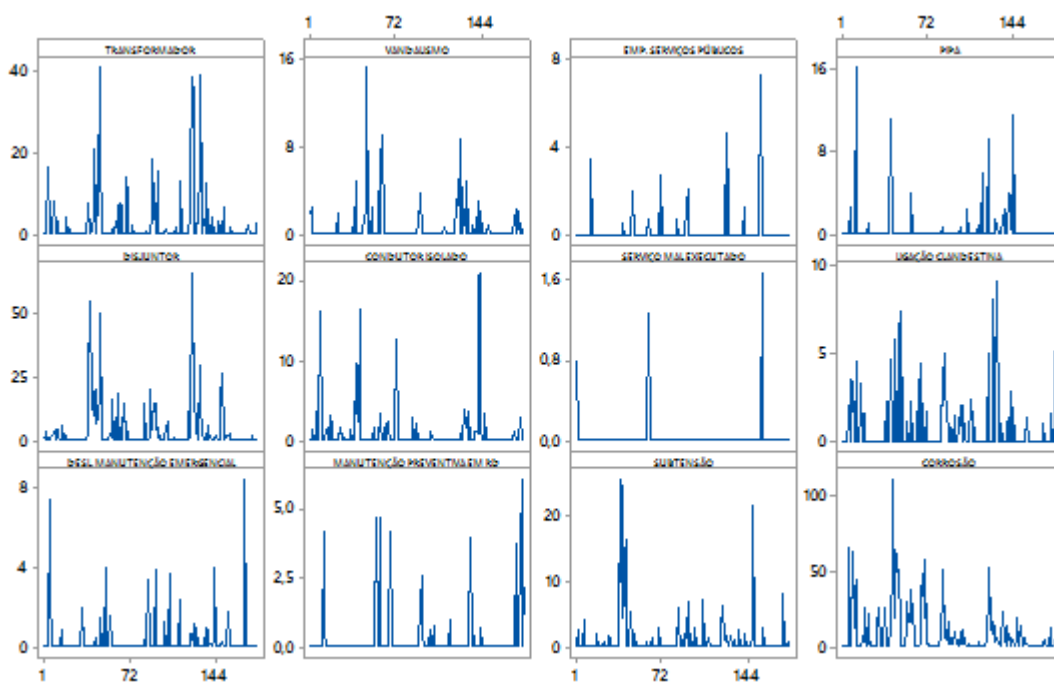 1 72 144 1 72 144
TRANSFORMADOR VANDALISMO EMP. SERVIÇOS PÚBLICOS PIPA
40 16 8 16
20 8 4 8
0 0 0 0
DISJUNTOR CONDUTOR ISOLADO SERVIÇO MAL EXECUTADO LIGAÇÃO CLANDESTINA
50 20 1,6 10
25 10 0,8 5
0 0 0,0 0
DESL MANUTENÇÃO EMERGENCIAL MANUTENÇÃO PREVENTIVA EM RD SUBTENSÃO CORROSÃO
8 5,0 20 100
4 2,5 10 50
0 0,0 0 0
1 72 144 1 72 144